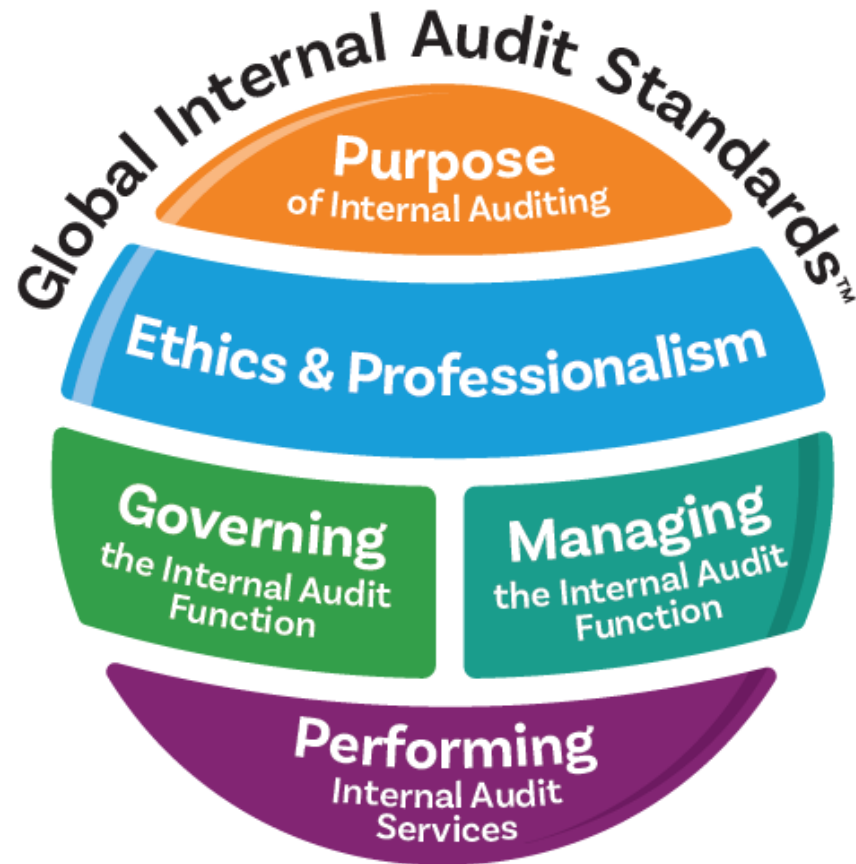 Global Internal Audit Standards™
Purpose
of Internal Auditing
Ethics & Professionalism
Governing
the Internal Audit
Function
Managing
the Internal Audit
Function
Performing
Internal Audit
Services